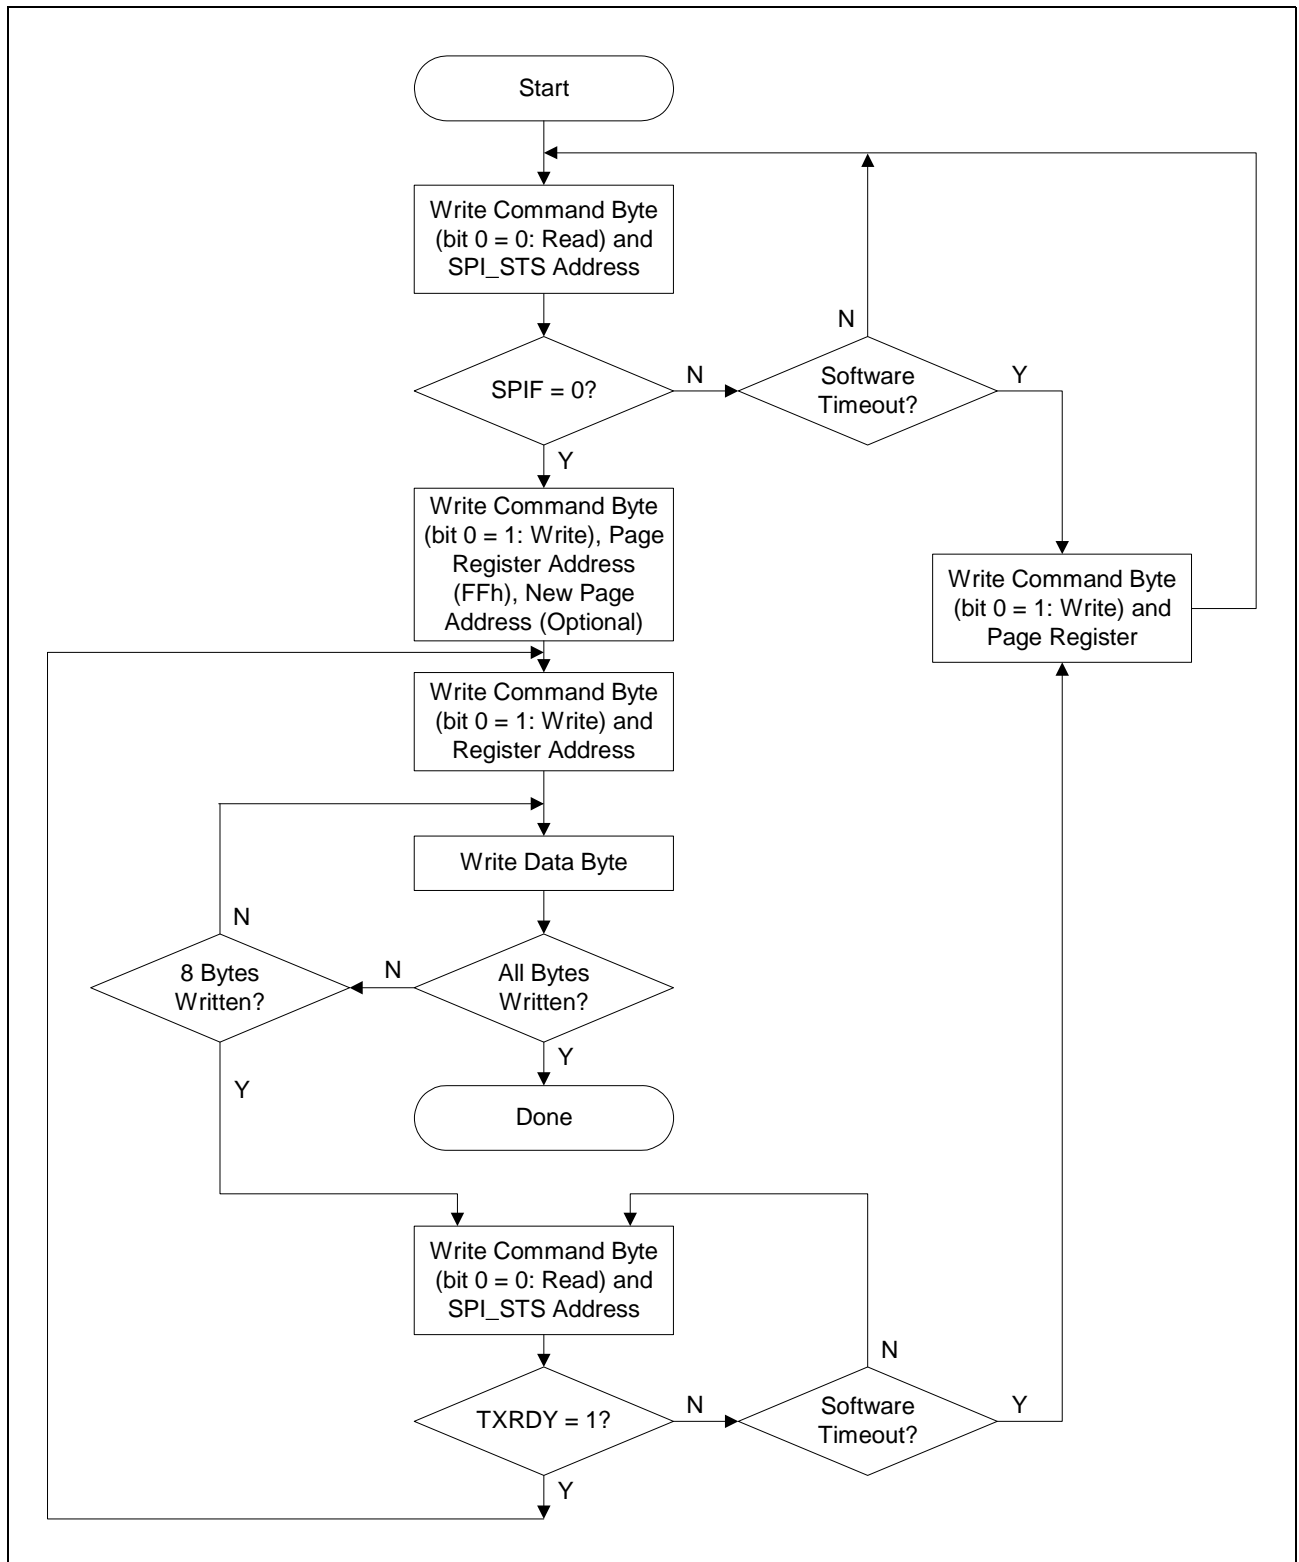 Start
Write Command Byte
(bit 0 = 0: Read) and
SPI_STS Address
N
SPIF = 0?
N
Software
Timeout?
Y
Y
Write Command Byte
(bit 0 = 1: Write), Page
Register Address
(FFh), New Page
Address (Optional)
Write Command Byte
(bit 0 = 1: Write) and
Page Register
Write Command Byte
(bit 0 = 1: Write) and
Register Address
Write Data Byte
N
8 Bytes
Written?
N
All Bytes
Written?
Y
Y
Done
Write Command Byte
(bit 0 = 0: Read) and
SPI_STS Address
N
TXRDY = 1?
N
Software
Timeout?
Y
Y